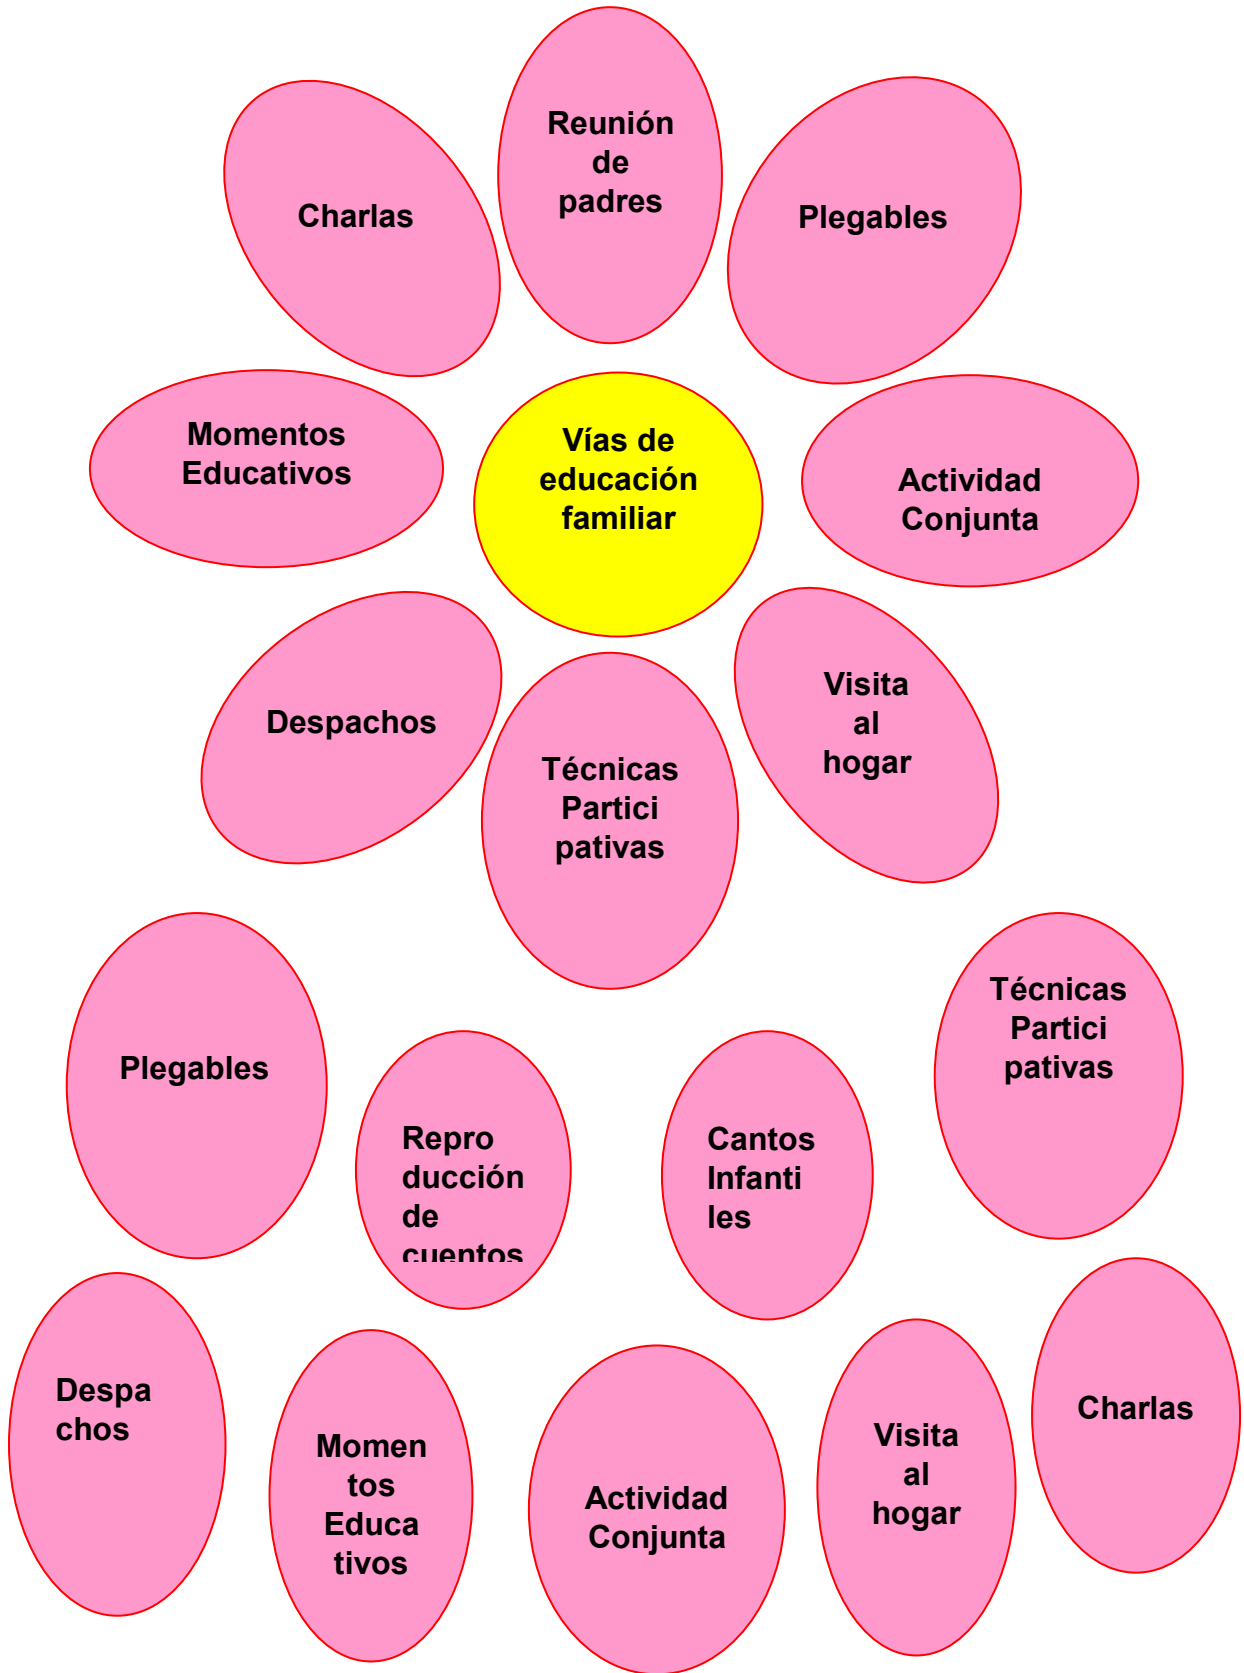 Reunión
de
padres
Charlas
Plegables
Momentos
Educativos
Vías de
educación
familiar
Actividad
Conjunta
Despachos
Técnicas
Partici
pativas
Visita
al
hogar
Plegables
Repro
ducción
de
cuentos
Cantos
Infanti
les
Técnicas
Partici
pativas
Despa
chos
Momen
tos
Educa
tivos
Actividad
Conjunta
Visita
al
hogar
Charlas